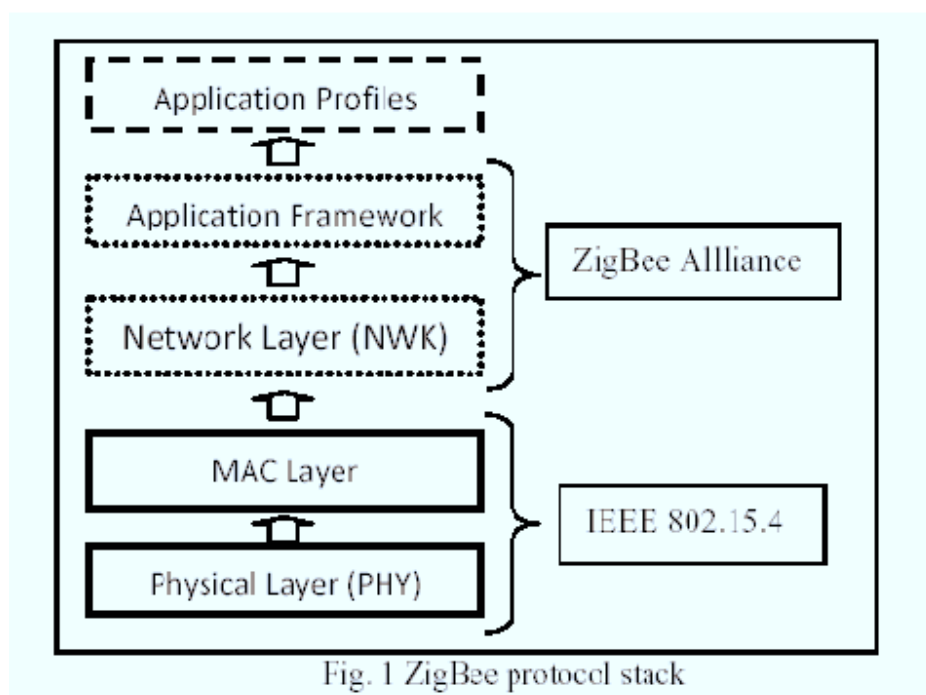 Application Profiles
Application Framework
ZigBee Allliance
Network Layer (NWK)
MAC Layer
IEEE 802.15.4
Physical Layer (PHY)
Fig. 1 ZigBee protocol stack